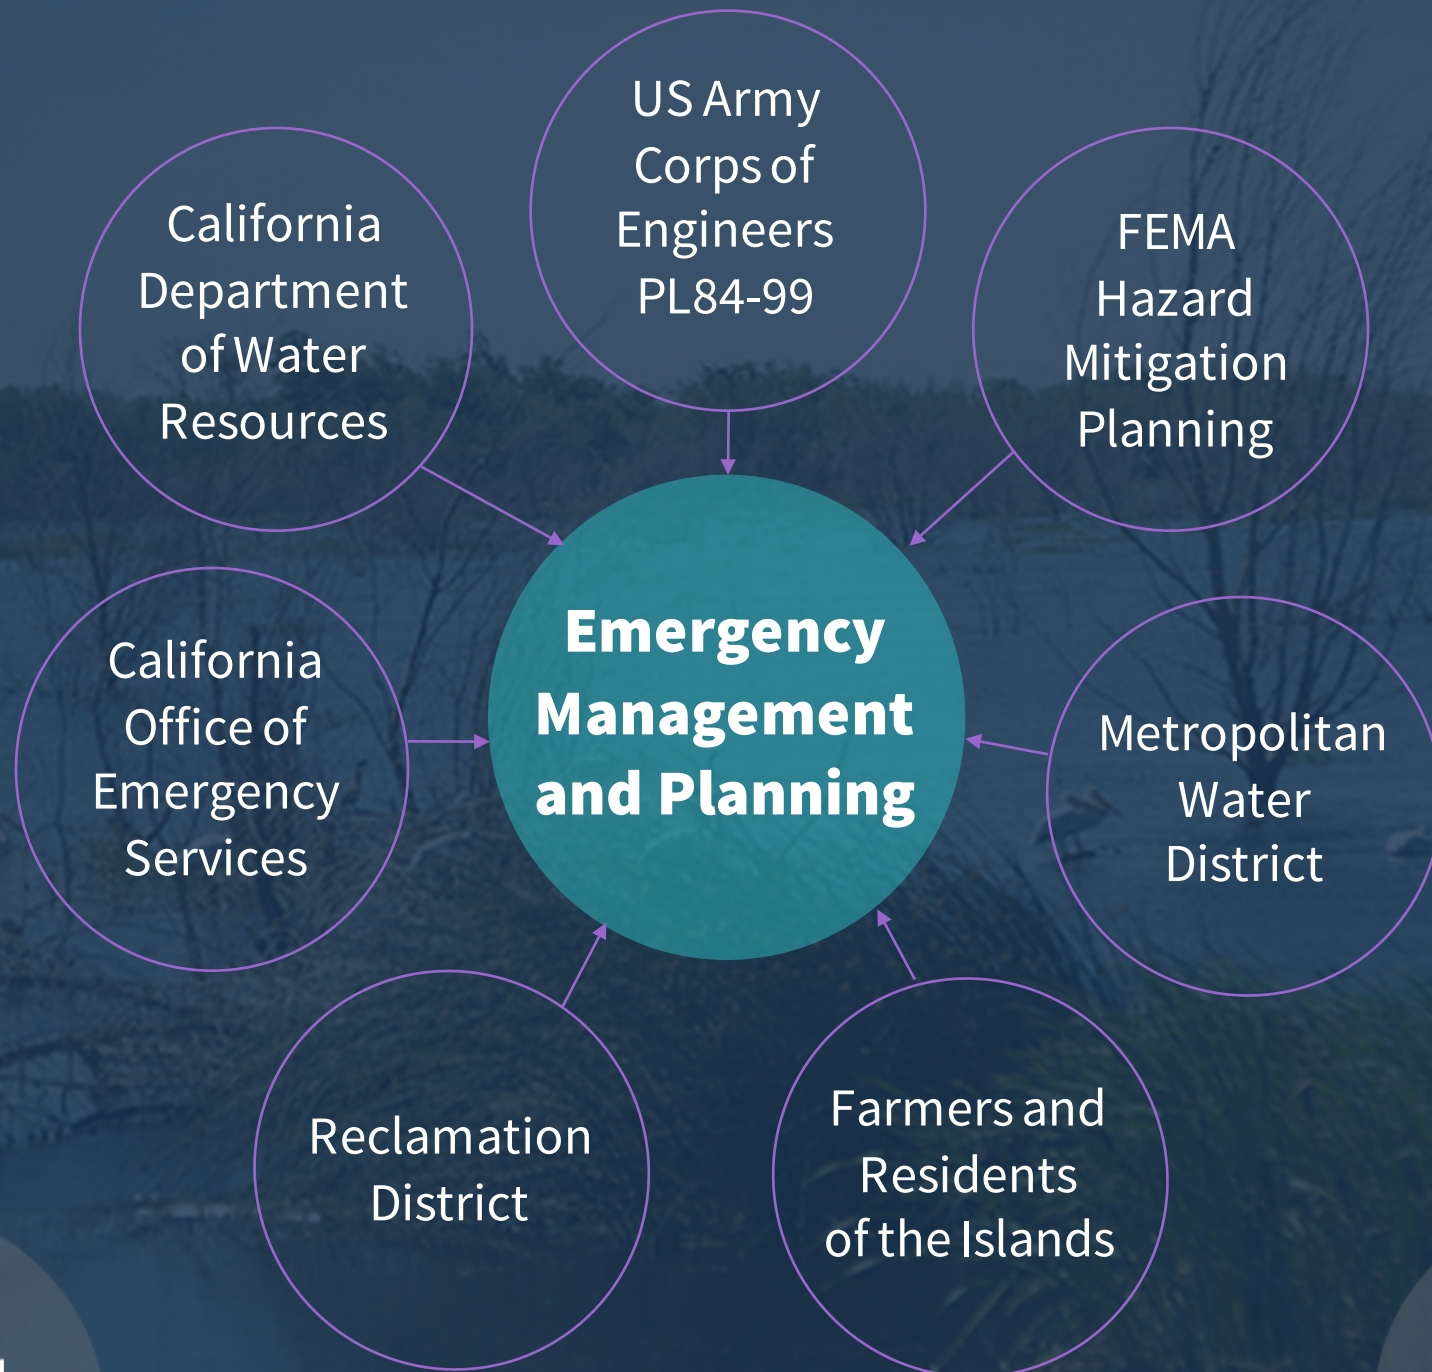 US Army
Corps of
Engineers
PL84-99
California
Department
of Water
Resources
FEMA
Hazard
Mitigation
Planning
Emergency
Management
and Planning
California
Office of
Emergency
Services
Metropolitan
Water
District
Reclamation
District
Farmers and
Residents
of the Islands